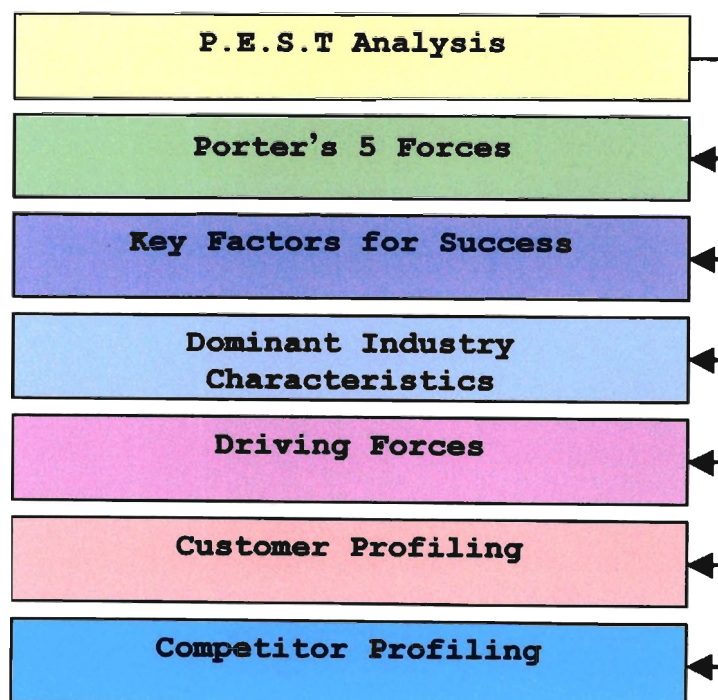 P.E.S.T Analysis
Porter's 5 Forces
Key Factors for Success
Dominant Industry
Characteristics
Driving Forces
Customer Profiling
Competitor Profiling